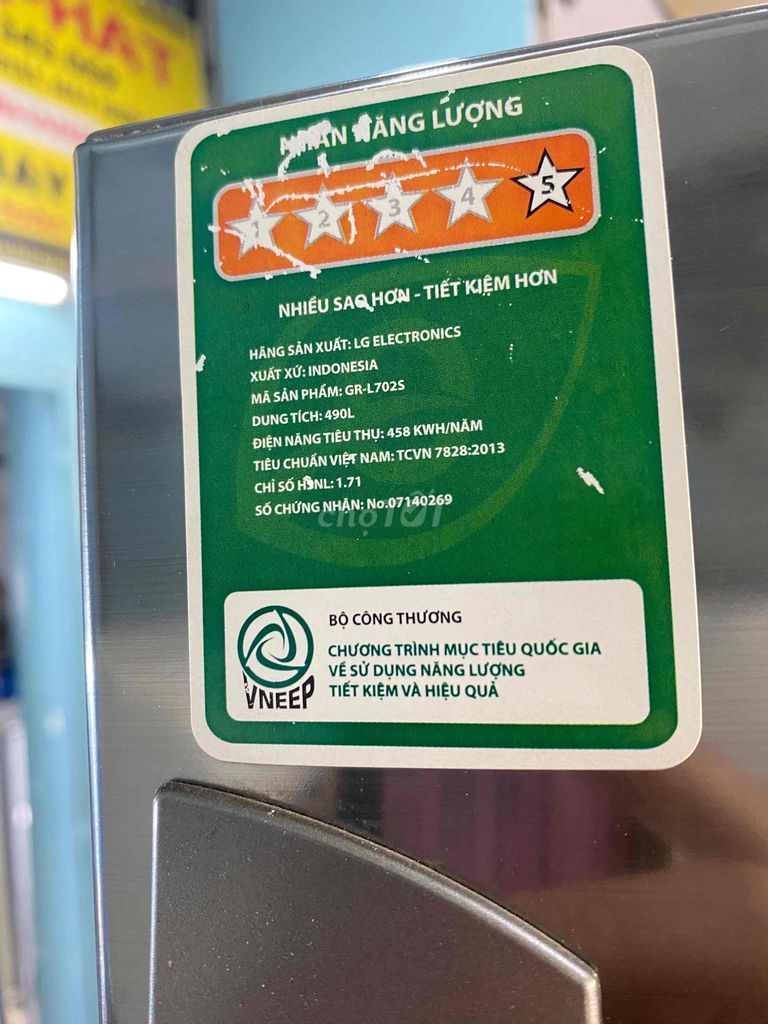 PHÁT
NHÃN NĂNG LƯỢNG
1 2 3 4 5
NHIỀU SAO HƠN - TIẾT KIỆM HƠN
HÃNG SẢN XUẤT: LG ELECTRONICS
XUẤT XỨ: INDONESIA
MÃ SẢN PHẨM: GR-L702S
DUNG TÍCH: 490L
ĐIỆN NĂNG TIÊU THỤ: 458 KWH/NĂM
TIÊU CHUẨN VIỆT NAM: TCVN 7828:2013
CHỈ SỐ HSNL: 1.71
SỐ CHỨNG NHẬN: No.07140269
chợTỐT
BỘ CÔNG THƯƠNG
CHƯƠNG TRÌNH MỤC TIÊU QUỐC GIA
VỀ SỬ DỤNG NĂNG LƯỢNG
TIẾT KIỆM VÀ HIỆU QUẢ
VNEEP